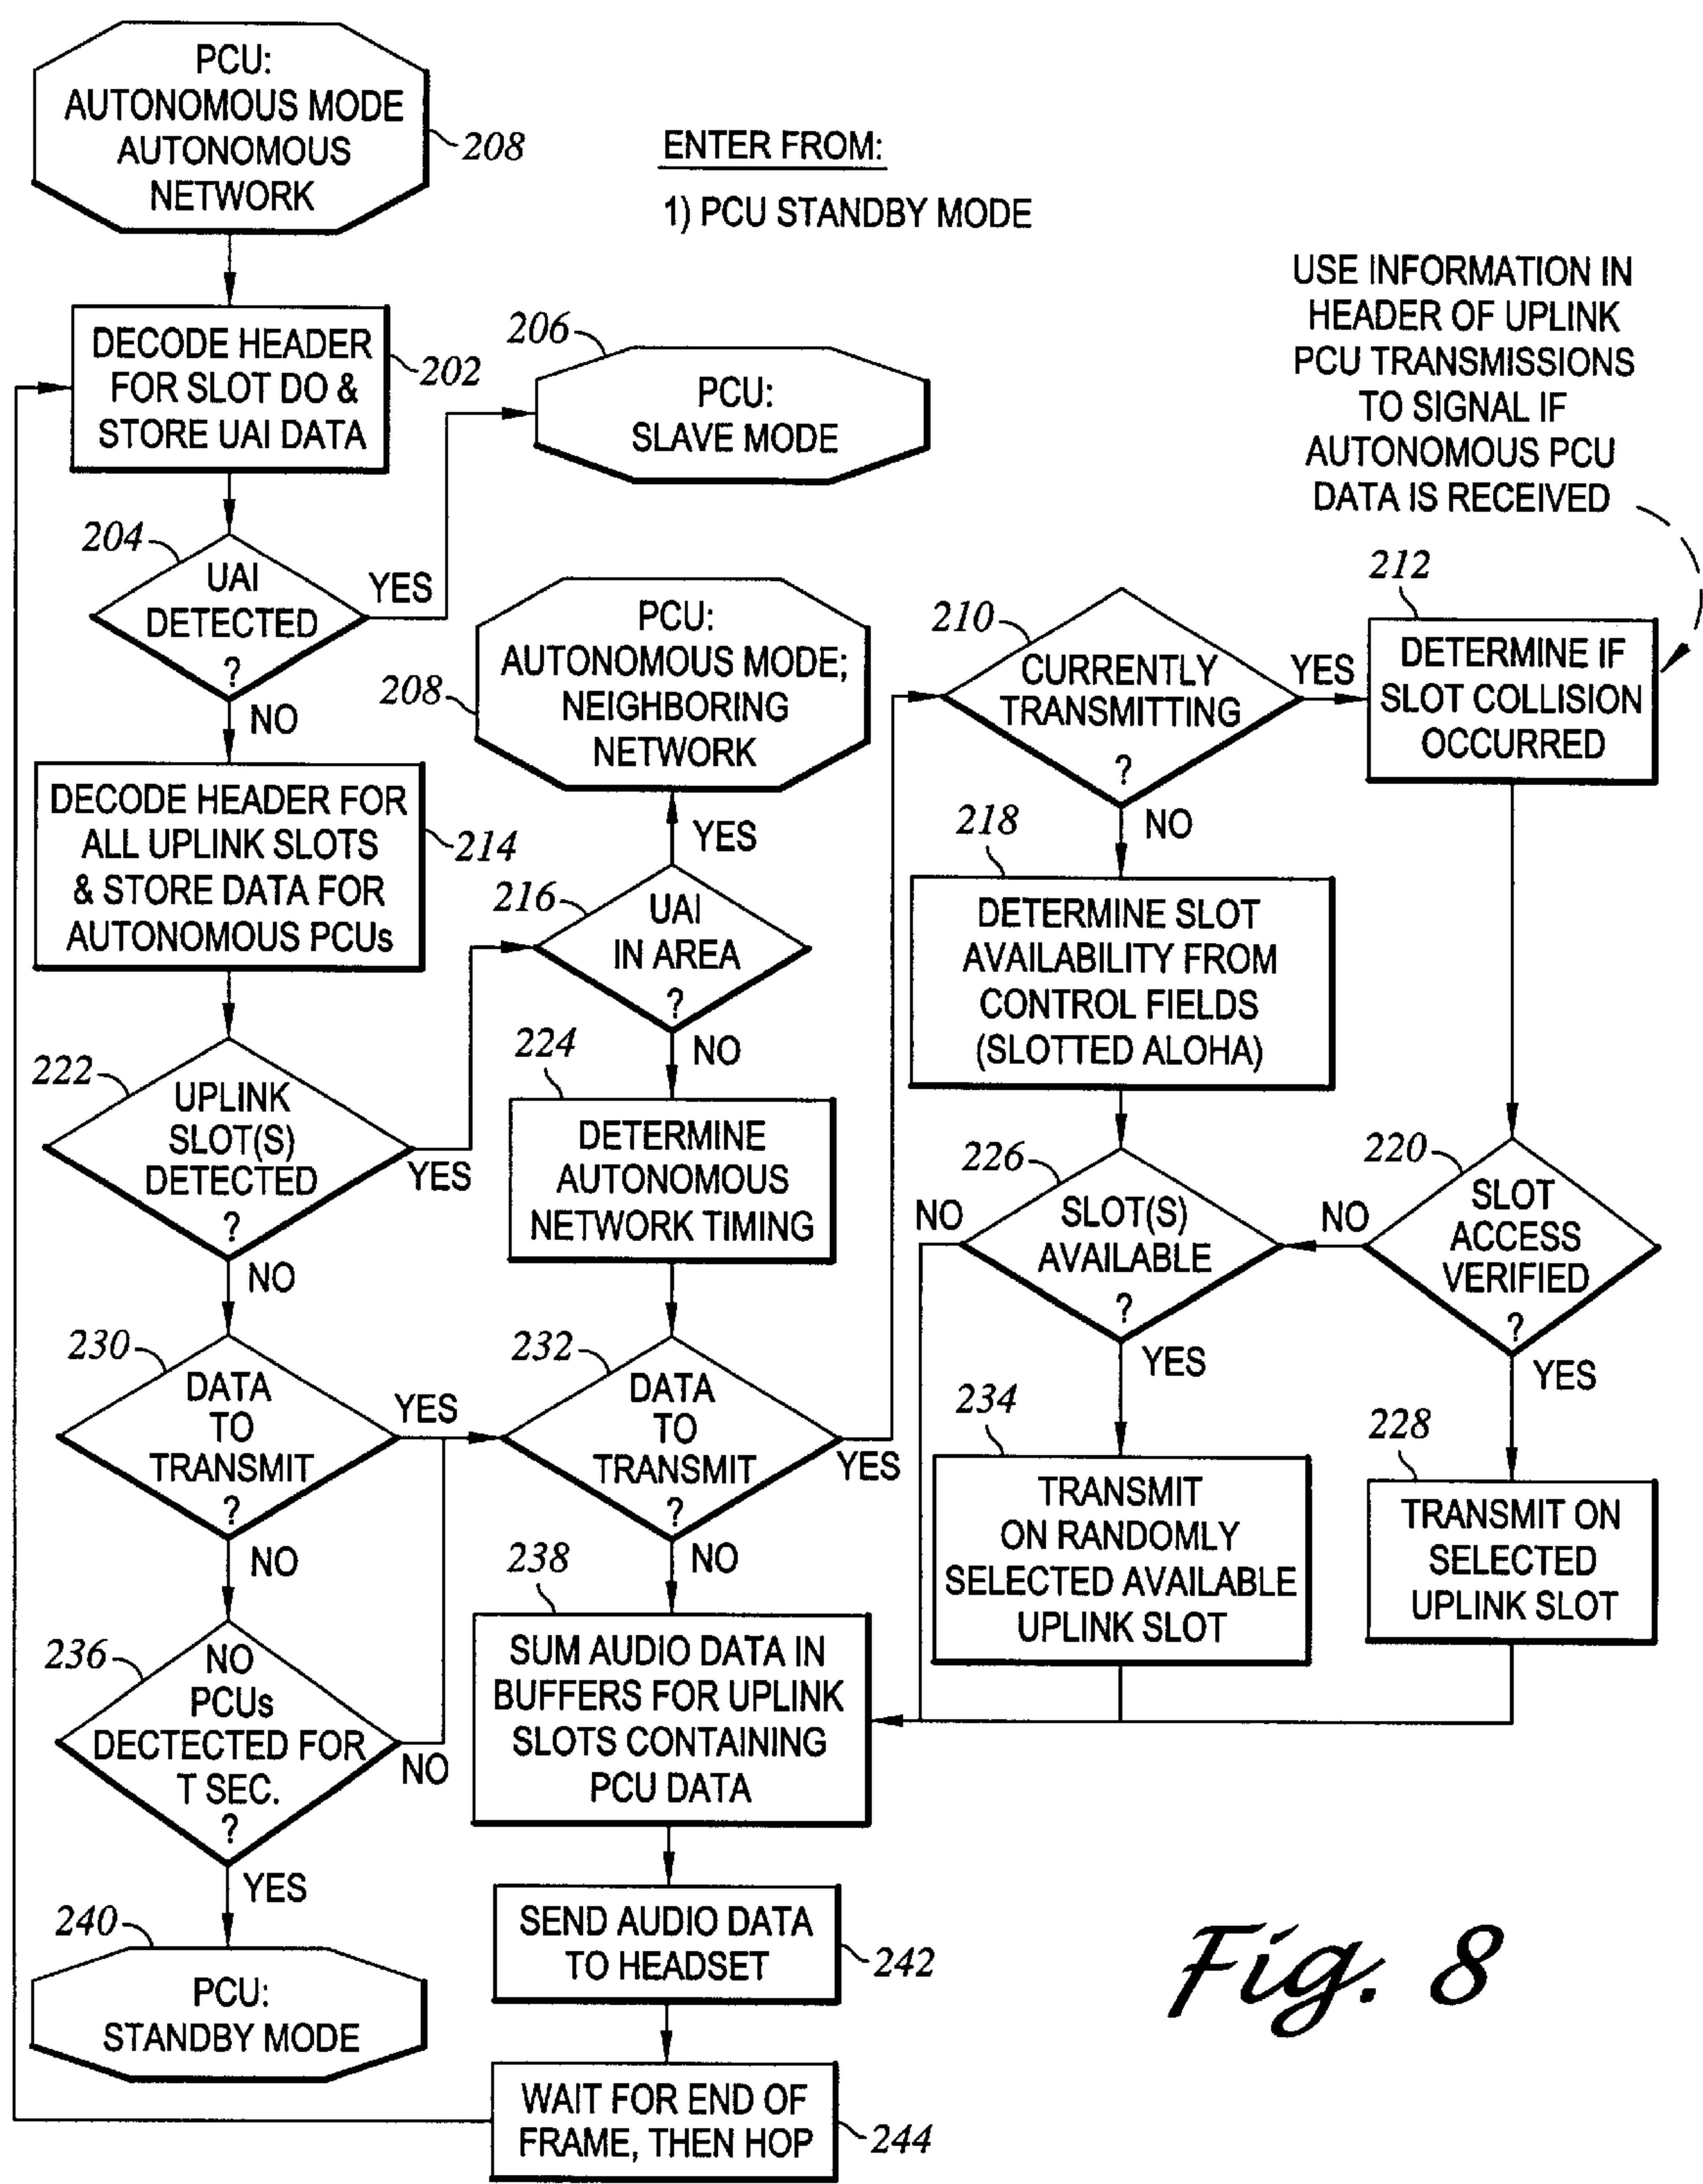 PCU:
AUTONOMOUS MODE
AUTONOMOUS
NETWORK
208
ENTER FROM:
1) PCU STANDBY MODE
USE INFORMATION IN
HEADER OF UPLINK
PCU TRANSMISSIONS
TO SIGNAL IF
AUTONOMOUS PCU
DATA IS RECEIVED
DECODE HEADER
FOR SLOT DO &
STORE UAI DATA
202
206
PCU:
SLAVE MODE
204
UAI
DETECTED
?
YES
NO
208
PCU:
AUTONOMOUS MODE;
NEIGHBORING
NETWORK
YES
210
CURRENTLY
TRANSMITTING
?
YES
NO
212
DETERMINE IF
SLOT COLLISION
OCCURRED
DECODE HEADER FOR
ALL UPLINK SLOTS
& STORE DATA FOR
AUTONOMOUS PCUs
214
216
UAI
IN AREA
?
NO
218
DETERMINE SLOT
AVAILABILITY FROM
CONTROL FIELDS
(SLOTTED ALOHA)
222
UPLINK
SLOT(S)
DETECTED
?
YES
NO
224
DETERMINE
AUTONOMOUS
NETWORK TIMING
226
SLOT(S)
AVAILABLE
?
NO
YES
220
SLOT
ACCESS
VERIFIED
?
NO
YES
230
DATA
TO
TRANSMIT
?
YES
NO
232
DATA
TO
TRANSMIT
?
YES
NO
234
TRANSMIT
ON RANDOMLY
SELECTED AVAILABLE
UPLINK SLOT
228
TRANSMIT ON
SELECTED
UPLINK SLOT
236
NO
PCUs
DECTECTED FOR
T SEC.
?
NO
YES
238
SUM AUDIO DATA IN
BUFFERS FOR UPLINK
SLOTS CONTAINING
PCU DATA
240
PCU:
STANDBY MODE
SEND AUDIO DATA
TO HEADSET
242
WAIT FOR END OF
FRAME, THEN HOP
244
Fig. 8